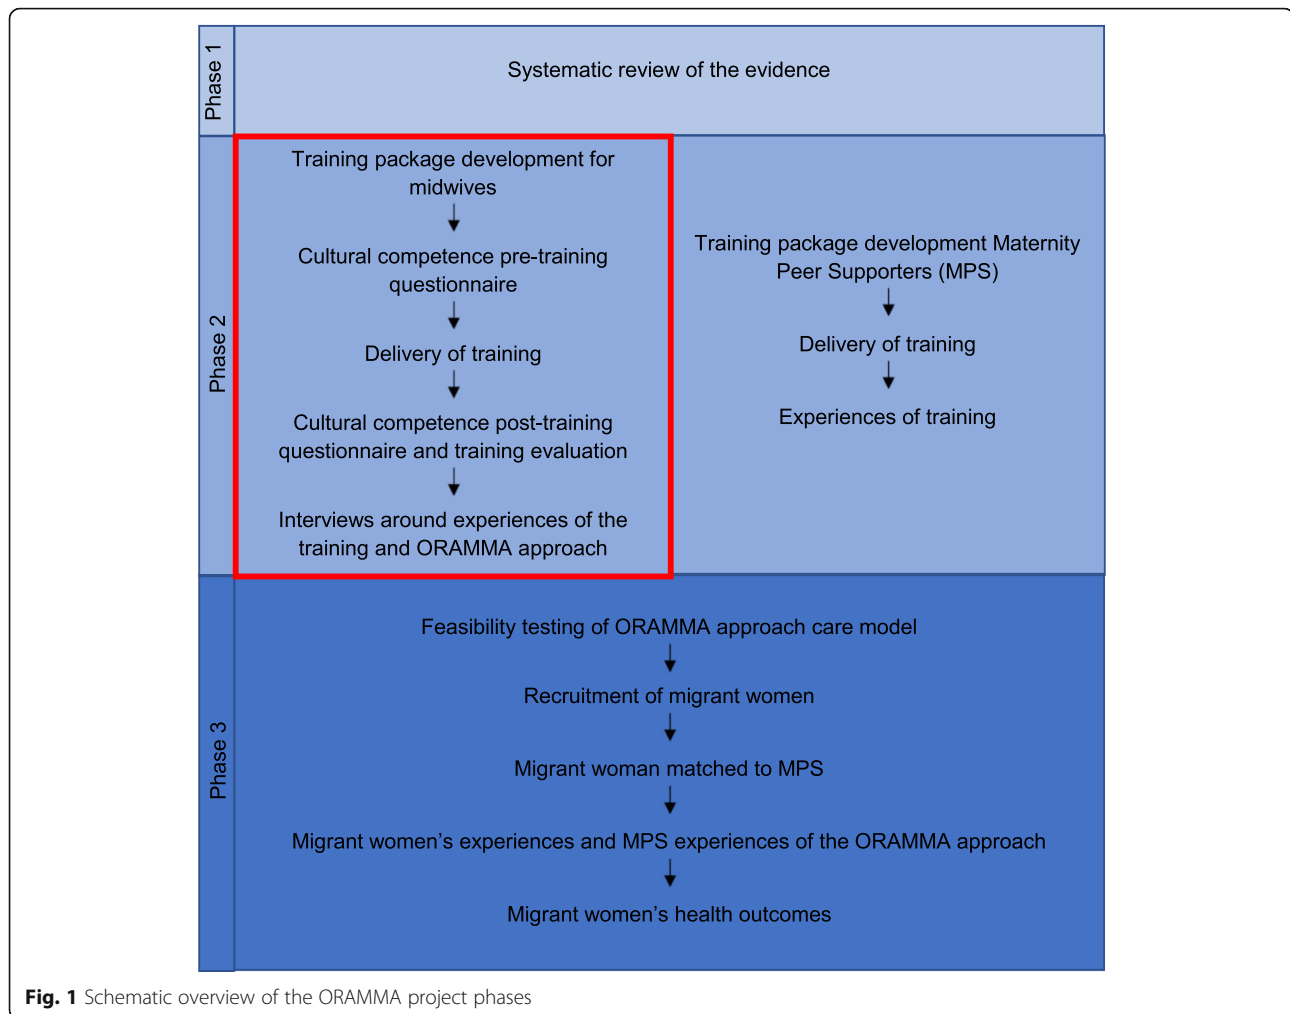 Phase 1
Systematic review of the evidence
Phase 2
Training package development for
midwives
Cultural competence pre-training
questionnaire
Delivery of training
Cultural competence post-training
questionnaire and training evaluation
Interviews around experiences of the
training and ORAMMA approach
Training package development Maternity
Peer Supporters (MPS)
Delivery of training
Experiences of training
Phase 3
Feasibility testing of ORAMMA approach care model
Recruitment of migrant women
Migrant woman matched to MPS
Migrant women’s experiences and MPS experiences of the ORAMMA approach
Migrant women’s health outcomes
Fig. 1 Schematic overview of the ORAMMA project phases